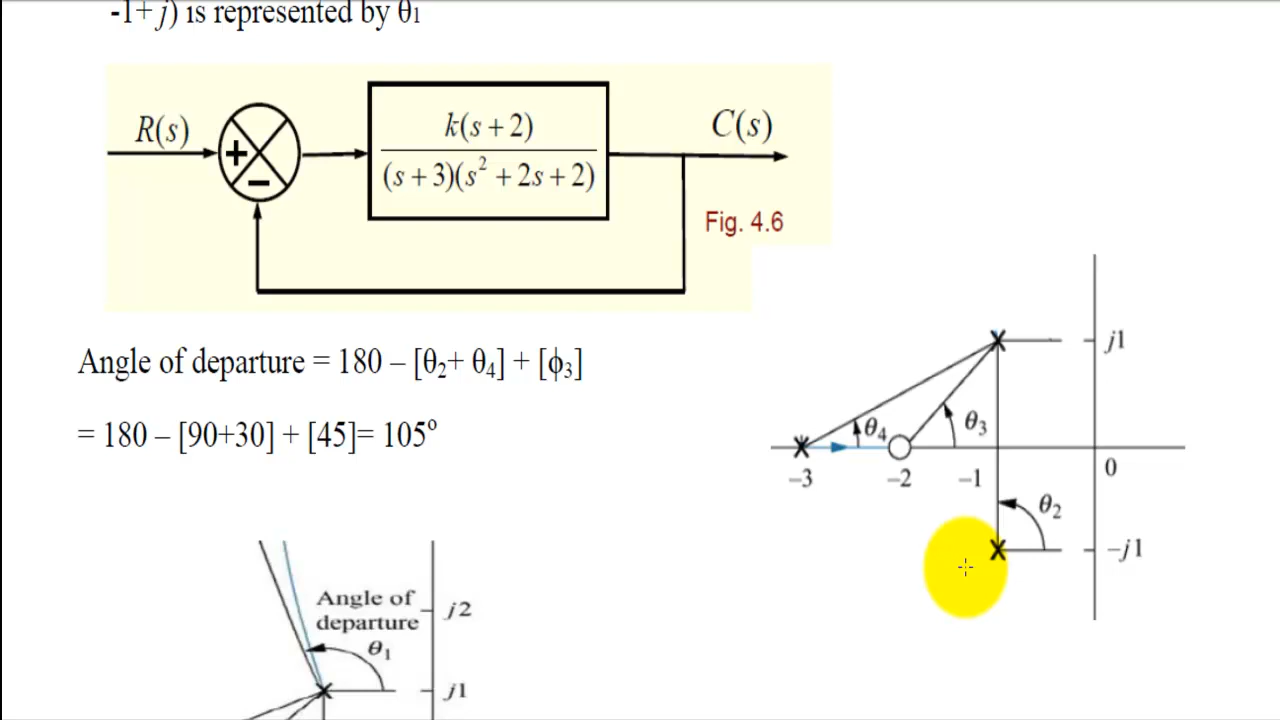 -1+ j) is represented by θ₁
R(s)
k(s + 2)
(s + 3)(s² + 2s + 2)
C(s)
+
−
Fig. 4.6
Angle of departure = 180 – [θ₂+ θ₄] + [ϕ₃]
= 180 – [90+30] + [45]= 105º
j1
θ₄
θ₃
–3
–2
–1
0
θ₂
–j1
Angle of
departure
j2
θ₁
j1